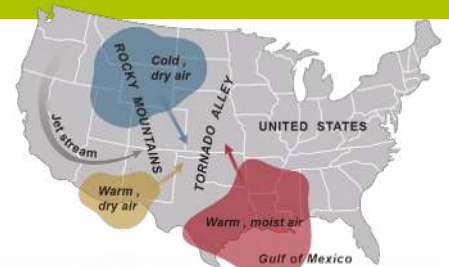 Cold ,
dry air
ROCKY MOUNTAINS
TORNADO ALLEY
UNITED STATES
Jet stream
Warm ,
dry air
Warm , moist air
Gulf of Mexico